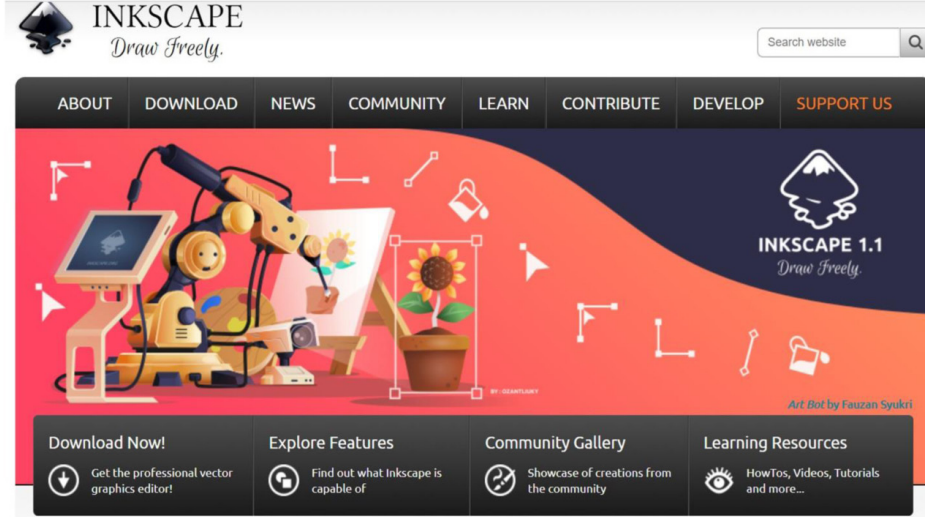 INKSCAPE
Draw Freely.
Search website
ABOUT DOWNLOAD NEWS COMMUNITY LEARN CONTRIBUTE DEVELOP SUPPORT US
INKSCAPE 1.1
Draw Freely.
Art Bot by Fauzan Syukri
Download Now!
Get the professional vector
graphics editor!
Explore Features
Find out what Inkscape is
capable of
Community Gallery
Showcase of creations from
the community
Learning Resources
HowTos, Videos, Tutorials
and more...